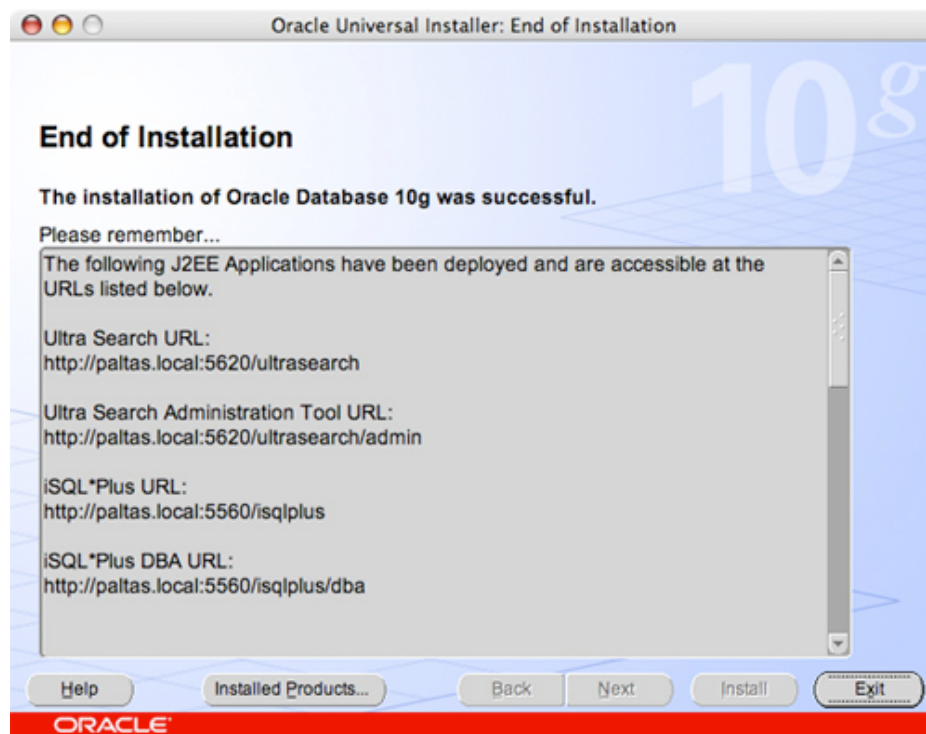 Oracle Universal Installer: End of Installation
10g
End of Installation
The installation of Oracle Database 10g was successful.
Please remember...
The following J2EE Applications have been deployed and are accessible at the
URLs listed below.
Ultra Search URL:
http://paltas.local:5620/ultrasearch
Ultra Search Administration Tool URL:
http://paltas.local:5620/ultrasearch/admin
iSQL*Plus URL:
http://paltas.local:5560/isqlplus
iSQL*Plus DBA URL:
http://paltas.local:5560/isqlplus/dba
Help Installed Products... Back Next Install Exit
ORACLE